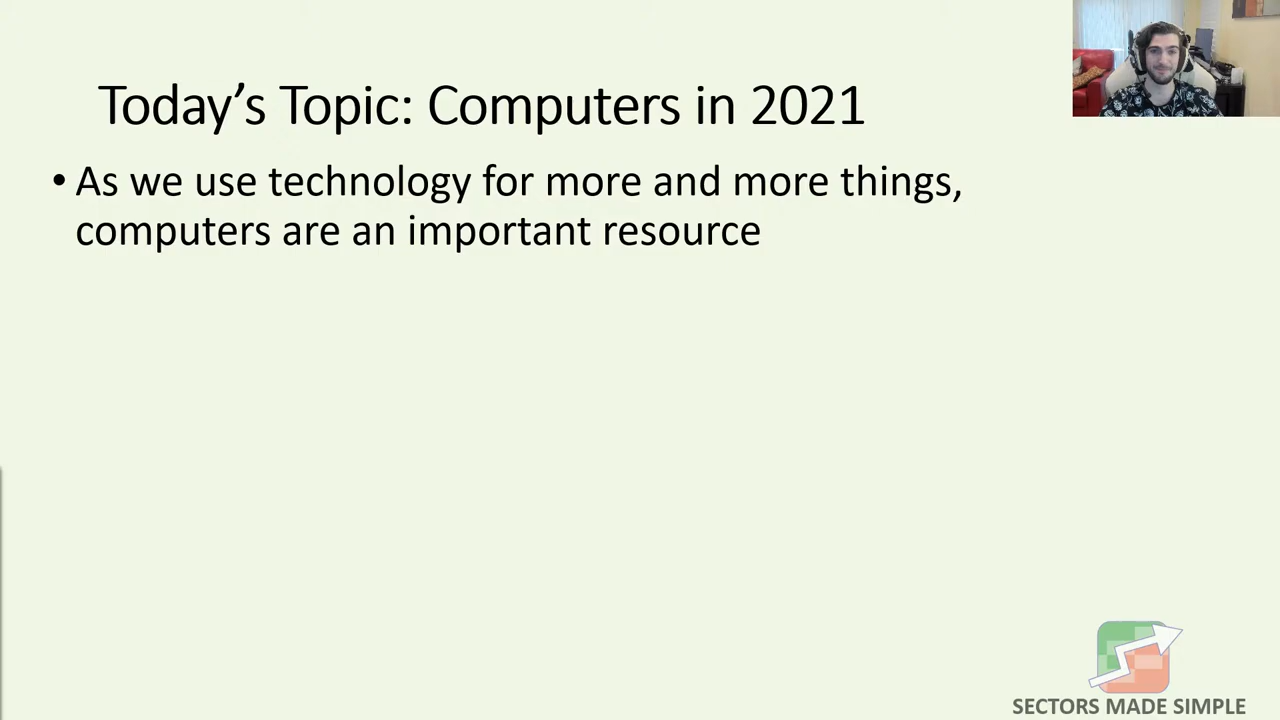 Today's Topic: Computers in 2021
• As we use technology for more and more things,
computers are an important resource
SECTORS MADE SIMPLE